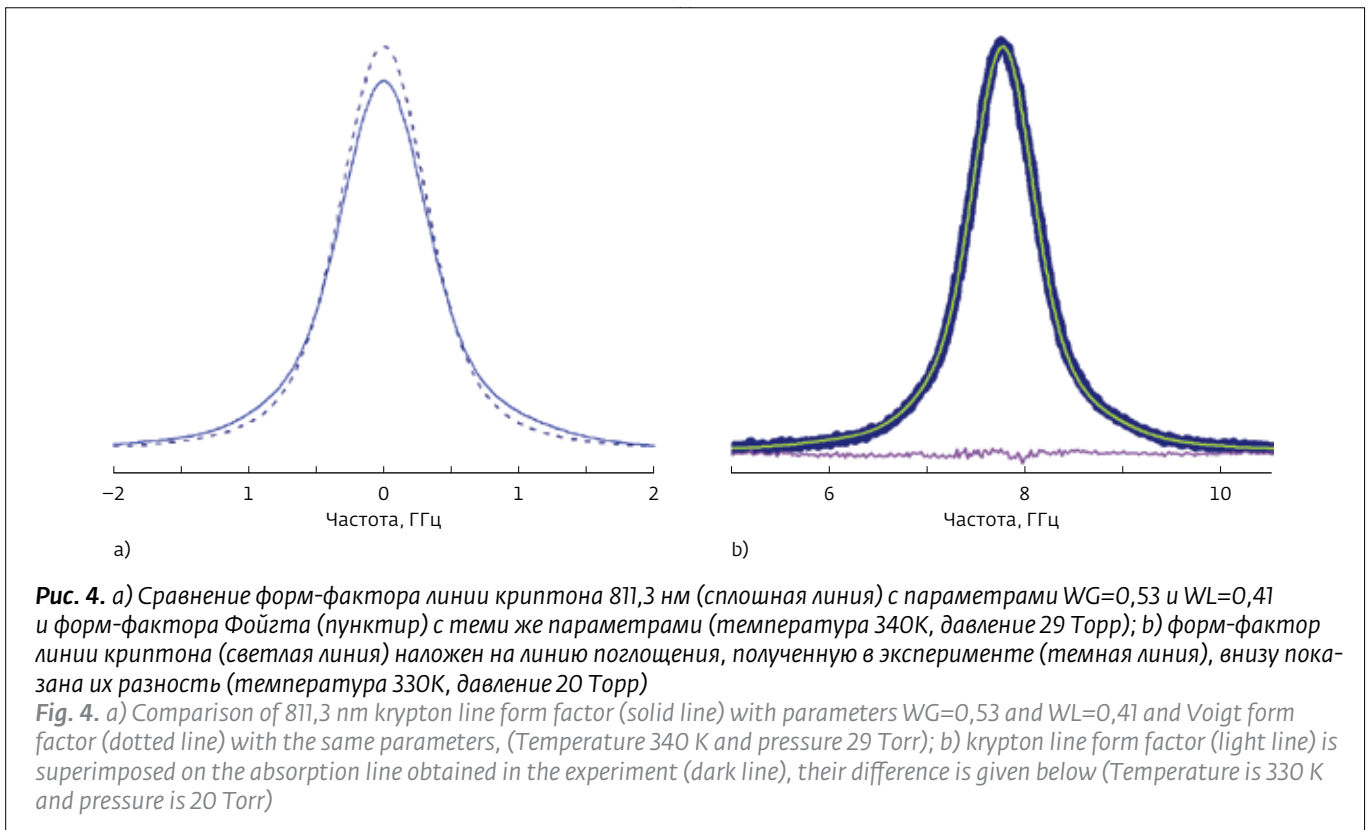 −2 1 0 1 2
Частота, ГГц
a)
6 8 10
Частота, ГГц
b)
Рис. 4. а) Сравнение форм-фактора линии криптона 811,3 нм (сплошная линия) с параметрами WG=0,53 и WL=0,41
и форм-фактора Фойгта (пунктир) с теми же параметрами (температура 340К, давление 29 Торр); b) форм-фактор
линии криптона (светлая линия) наложен на линию поглощения, полученную в эксперименте (темная линия), внизу пока-
зана их разность (температура 330К, давление 20 Торр)
Fig. 4. a) Comparison of 811,3 nm krypton line form factor (solid line) with parameters WG=0,53 and WL=0,41 and Voigt form
factor (dotted line) with the same parameters, (Temperature 340 K and pressure 29 Torr); b) krypton line form factor (light line) is
superimposed on the absorption line obtained in the experiment (dark line), their difference is given below (Temperature is 330 K
and pressure is 20 Torr)